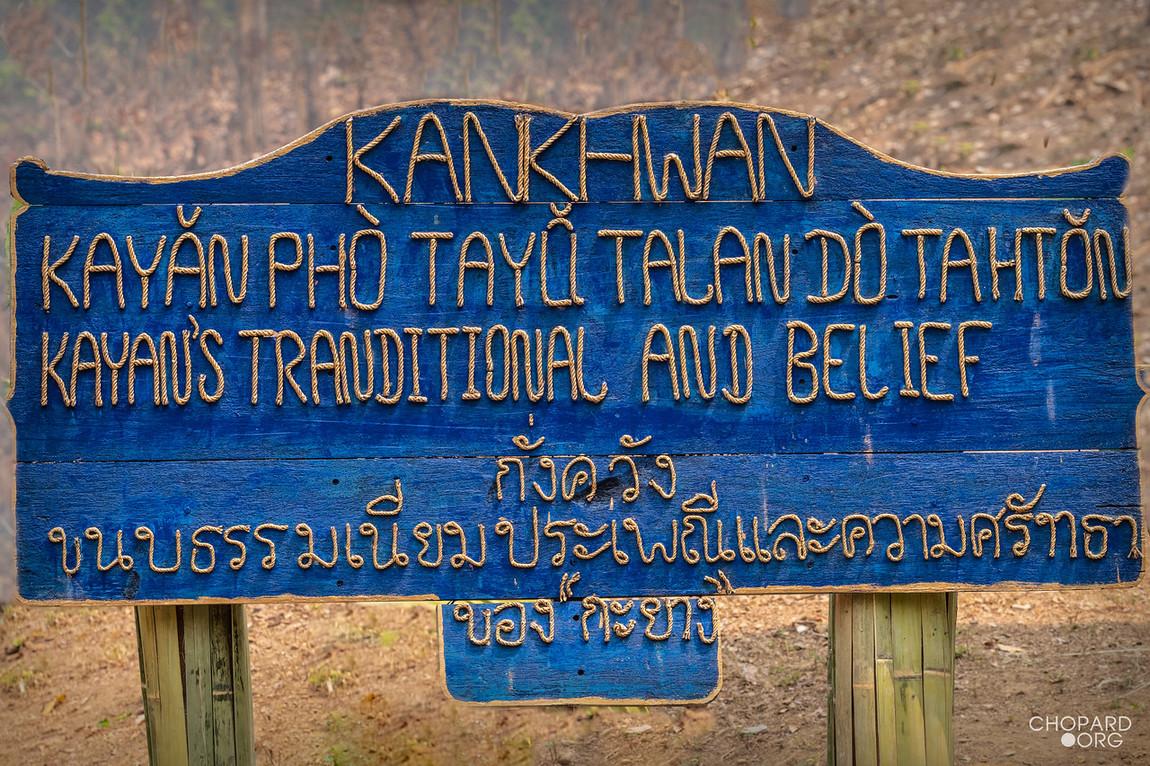 KANKHWAN
KAYĂN PHÒ TAYǓ TALAN DÒ TAHTŎN
KAYAN'S TRANDITIONAL AND BELIEF
กั่งควัง
ขนบธรรมเนียมประเพณีและความศรัทธา
ของ กะยาง
CHOPARD
ORG